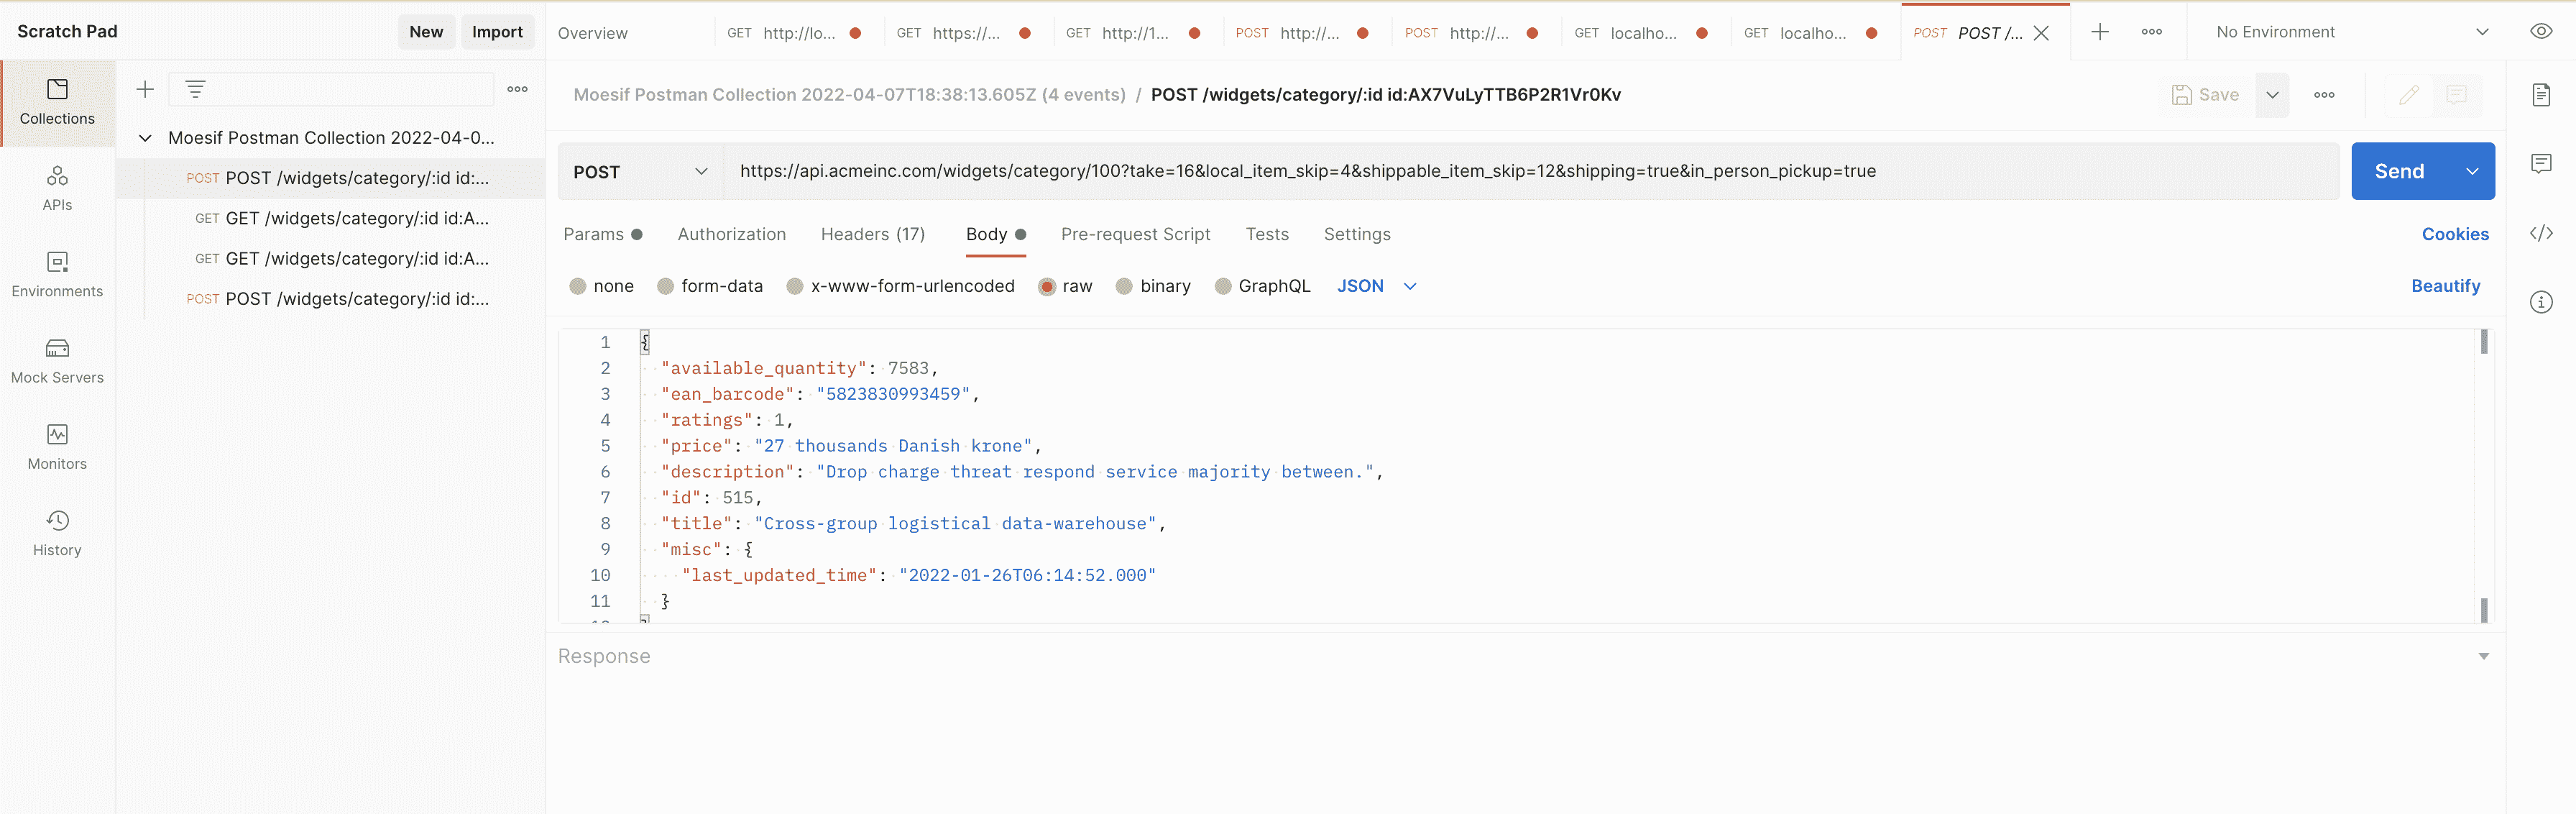 Scratch Pad
New
Import
Overview
GET http://lo...
GET https://...
GET http://1...
POST http://...
POST http://...
GET localho...
GET localho...
POST POST /...
No Environment
Collections
APIs
Environments
Mock Servers
Monitors
History
Moesif Postman Collection 2022-04-0...
POST POST /widgets/category/:id id:...
GET GET /widgets/category/:id id:A...
GET GET /widgets/category/:id id:A...
POST POST /widgets/category/:id id:...
Moesif Postman Collection 2022-04-07T18:38:13.605Z (4 events) / POST /widgets/category/:id id:AX7VuLyTTB6P2R1Vr0Kv
Save
POST
https://api.acmeinc.com/widgets/category/100?take=16&local_item_skip=4&shippable_item_skip=12&shipping=true&in_person_pickup=true
Send
Params Authorization Headers (17) Body Pre-request Script Tests Settings
Cookies
none form-data x-www-form-urlencoded raw binary GraphQL JSON
Beautify
1 {
2 "available_quantity": 7583,
3 "ean_barcode": "5823830993459",
4 "ratings": 1,
5 "price": "27 thousands Danish krone",
6 "description": "Drop charge threat respond service majority between.",
7 "id": 515,
8 "title": "Cross-group logistical data-warehouse",
9 "misc": {
10 "last_updated_time": "2022-01-26T06:14:52.000"
11 }
Response